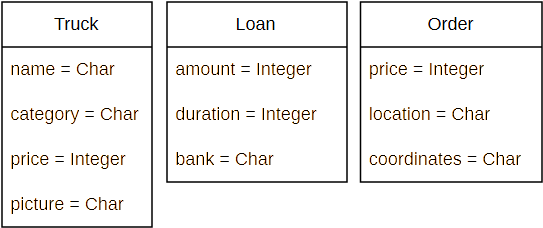 Truck
name = Char
category = Char
price = Integer
picture = Char
Loan
amount = Integer
duration = Integer
bank = Char
Order
price = Integer
location = Char
coordinates = Char